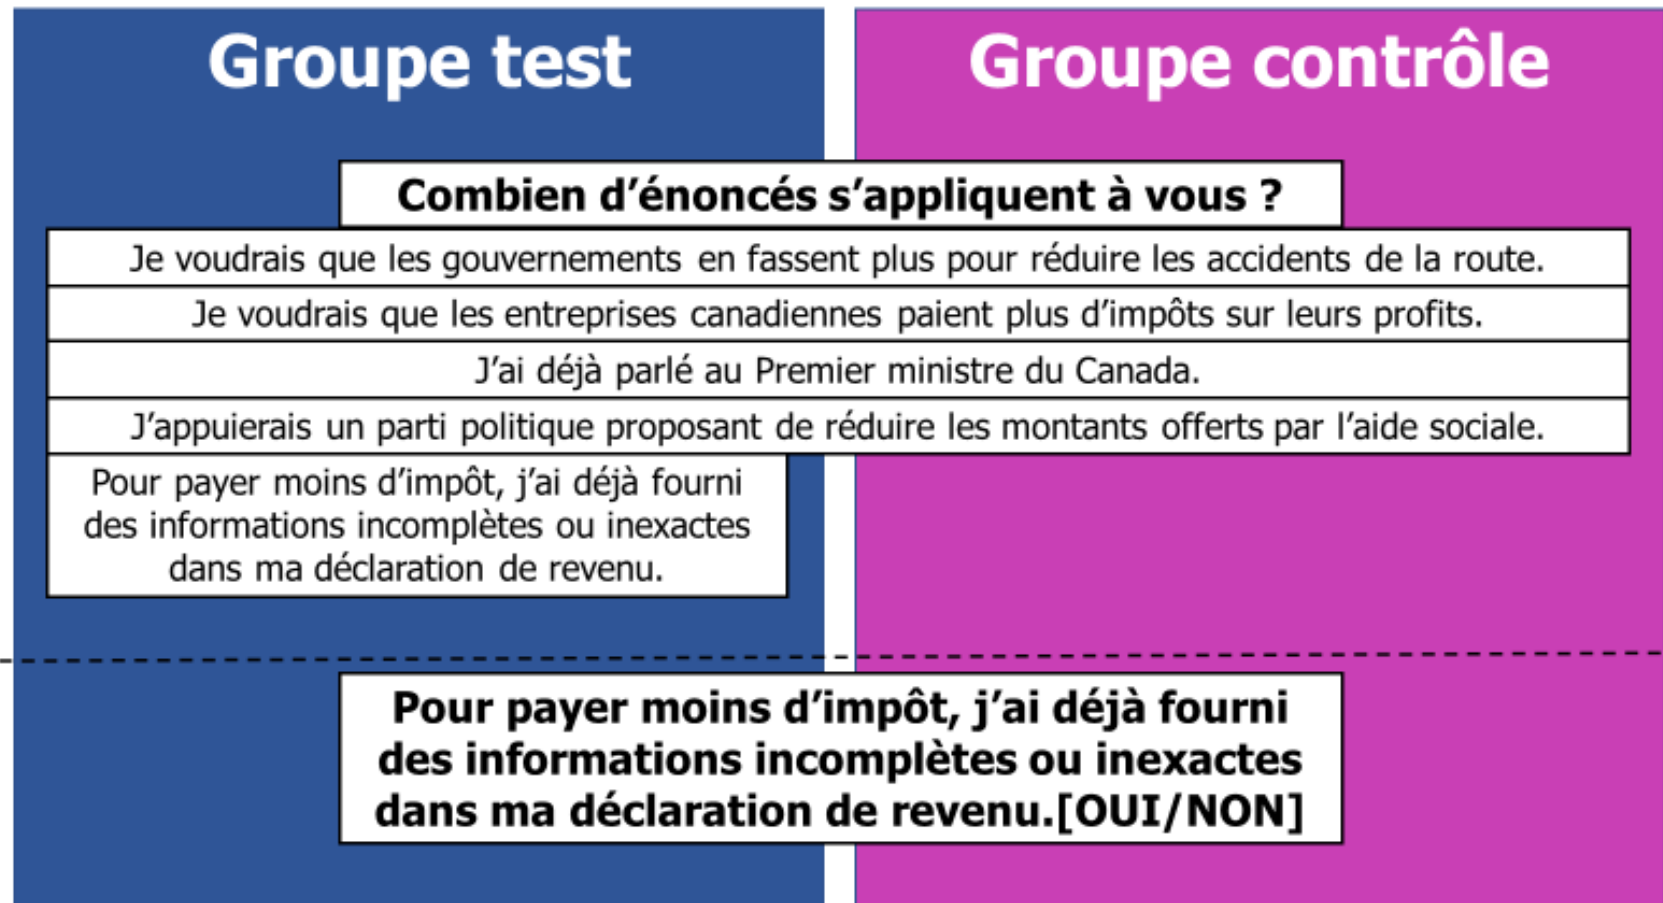 Groupe test
Groupe contrôle
Combien d’énoncés s’appliquent à vous ?
Je voudrais que les gouvernements en fassent plus pour réduire les accidents de la route.
Je voudrais que les entreprises canadiennes paient plus d’impôts sur leurs profits.
J’ai déjà parlé au Premier ministre du Canada.
J’appuierais un parti politique proposant de réduire les montants offerts par l’aide sociale.
Pour payer moins d’impôt, j’ai déjà fourni
des informations incomplètes ou inexactes
dans ma déclaration de revenu.
Pour payer moins d’impôt, j’ai déjà fourni
des informations incomplètes ou inexactes
dans ma déclaration de revenu.[OUI/NON]